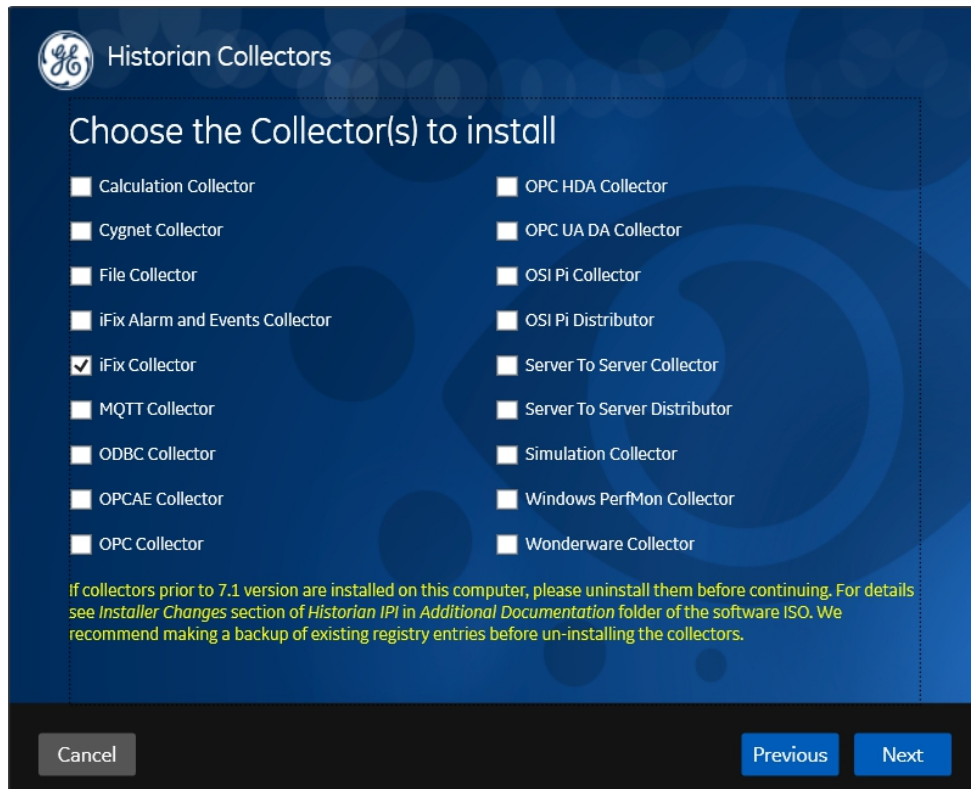 GE Historian Collectors
Choose the Collector(s) to install
Calculation Collector
Cygnet Collector
File Collector
iFix Alarm and Events Collector
iFix Collector
MQTT Collector
ODBC Collector
OPCAE Collector
OPC Collector
OPC HDA Collector
OPC UA DA Collector
OSI Pi Collector
OSI Pi Distributor
Server To Server Collector
Server To Server Distributor
Simulation Collector
Windows PerfMon Collector
Wonderware Collector
If collectors prior to 7.1 version are installed on this computer, please uninstall them before continuing. For details
see Installer Changes section of Historian IPI in Additional Documentation folder of the software ISO. We
recommend making a backup of existing registry entries before un-installing the collectors.
Cancel
Previous
Next